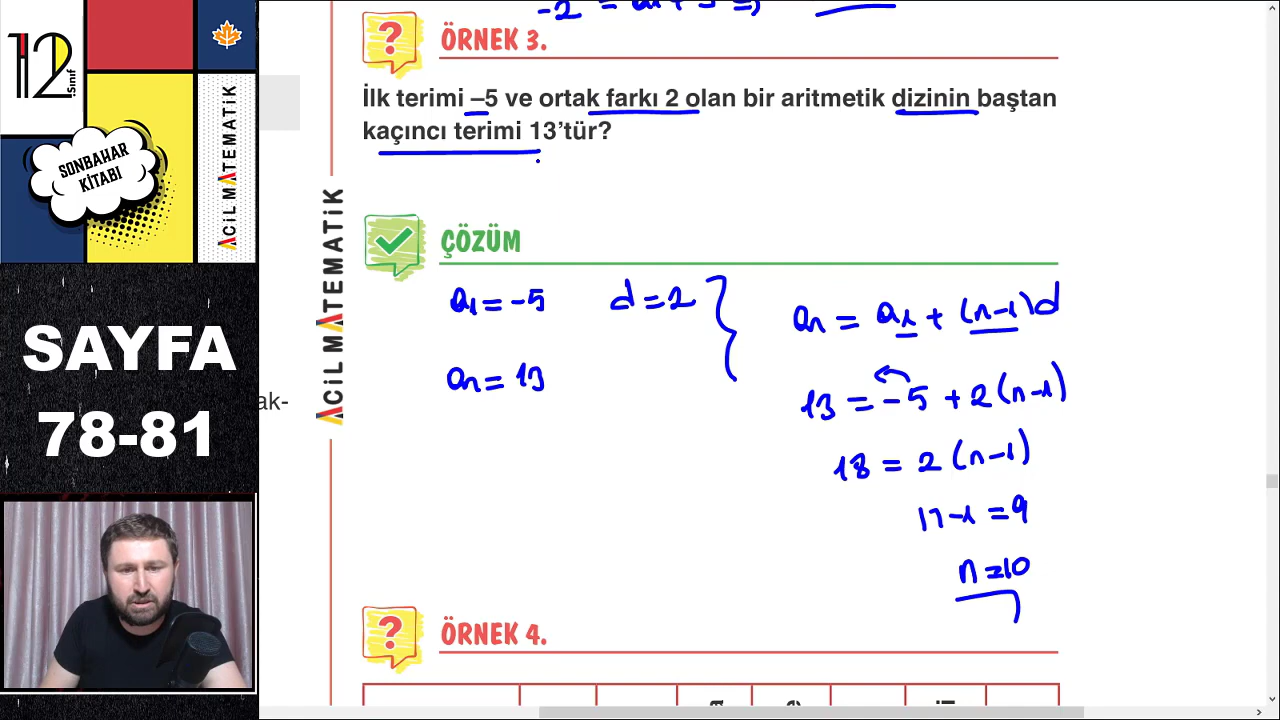 12.Sınıf
SONBAHAR
KİTABI
ACİL MATEMATİK
SAYFA
78-81
ak-
ACİL MATEMATİK
ÖRNEK 3.
İlk terimi –5 ve ortak farkı 2 olan bir aritmetik dizinin baştan
kaçıncı terimi 13’tür?
ÇÖZÜM
a1 = -5 d = 2
an = 13
an = a1 + (n-1)d
13 = -5 + 2(n-1)
18 = 2(n-1)
n-1 = 9
n=10
ÖRNEK 4.